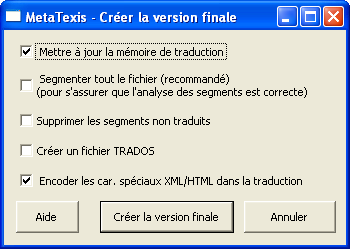 MetaTexis - Créer la version finale
Mettre à jour la mémoire de traduction
Segmenter tout le fichier (recommandé)
(pour s'assurer que l'analyse des segments est correcte)
Supprimer les segments non traduits
Créer un fichier TRADOS
Encoder les car. spéciaux XML/HTML dans la traduction
Aide
Créer la version finale
Annuler